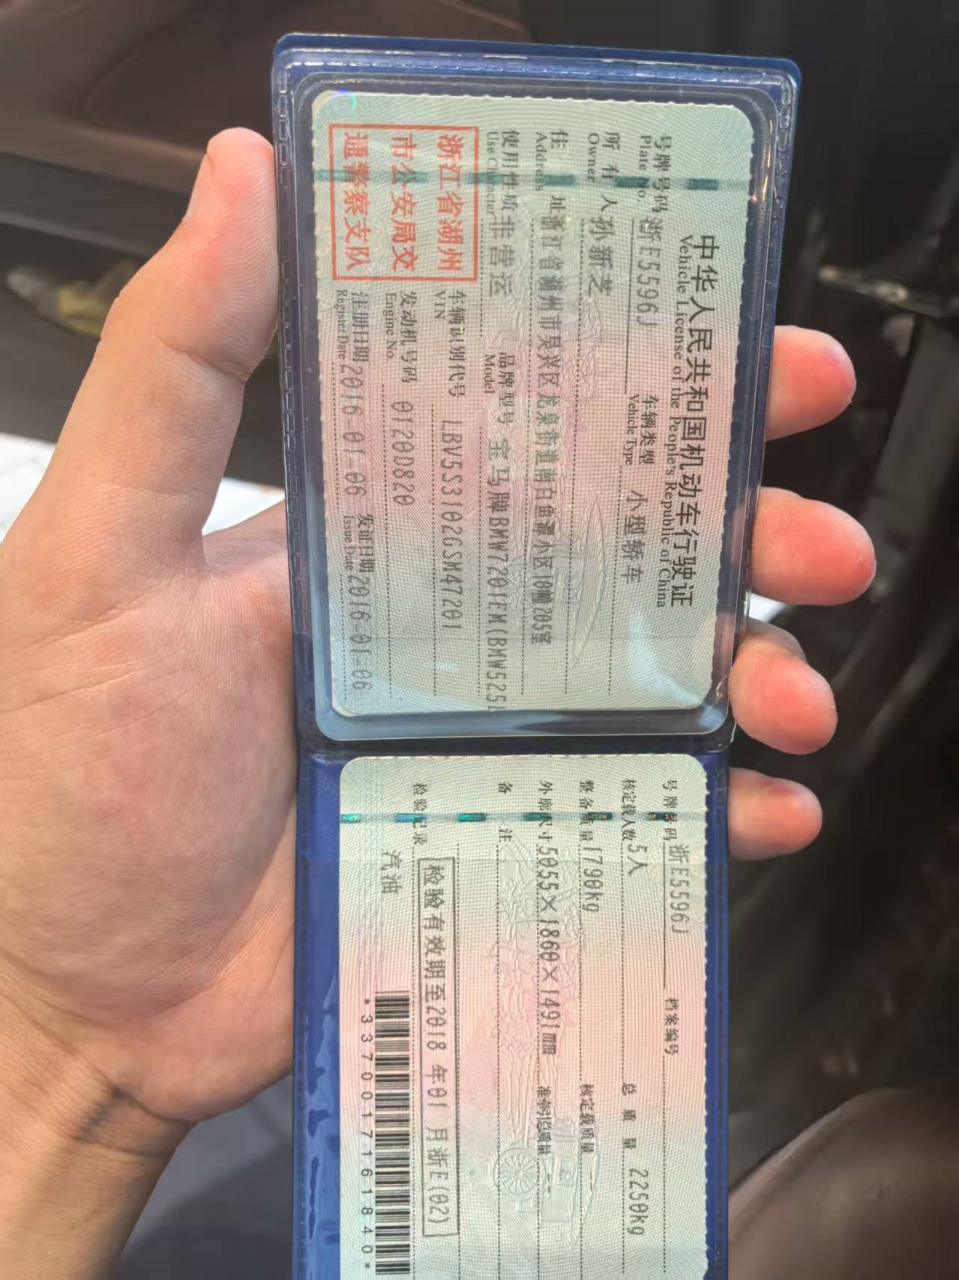 中华人民共和国机动车行驶证
Vehicle License of the People's Republic of China
号牌号码 浙E5596J 车辆类型 小型轿车
Plate No. Vehicle Type
所有人 孙新芝
Owner
住址 浙江省湖州市吴兴区龙泉街道南白鱼潭小区10幢205室
Address
使用性质 非营运 品牌型号 宝马牌BMW7201EM(BMW525
Use Character Model
浙江省湖州
市公安局交
通警察支队
车辆识别代号 LBV5S3102GSM47201
VIN
发动机号码 0120D820
Engine No.
注册日期 2016-01-06 发证日期 2016-01-06
Register Date Issue Date
号牌号码 浙E5596J 档案编号
核定载人数 5人 总质量 2250kg
整备质量 1790kg 核定载质量
外廓尺寸 5055×1860×1491mm 准牵引总质量
备注
检验记录 检验有效期至2018年01月浙E(02)
汽油
*3370017161840*